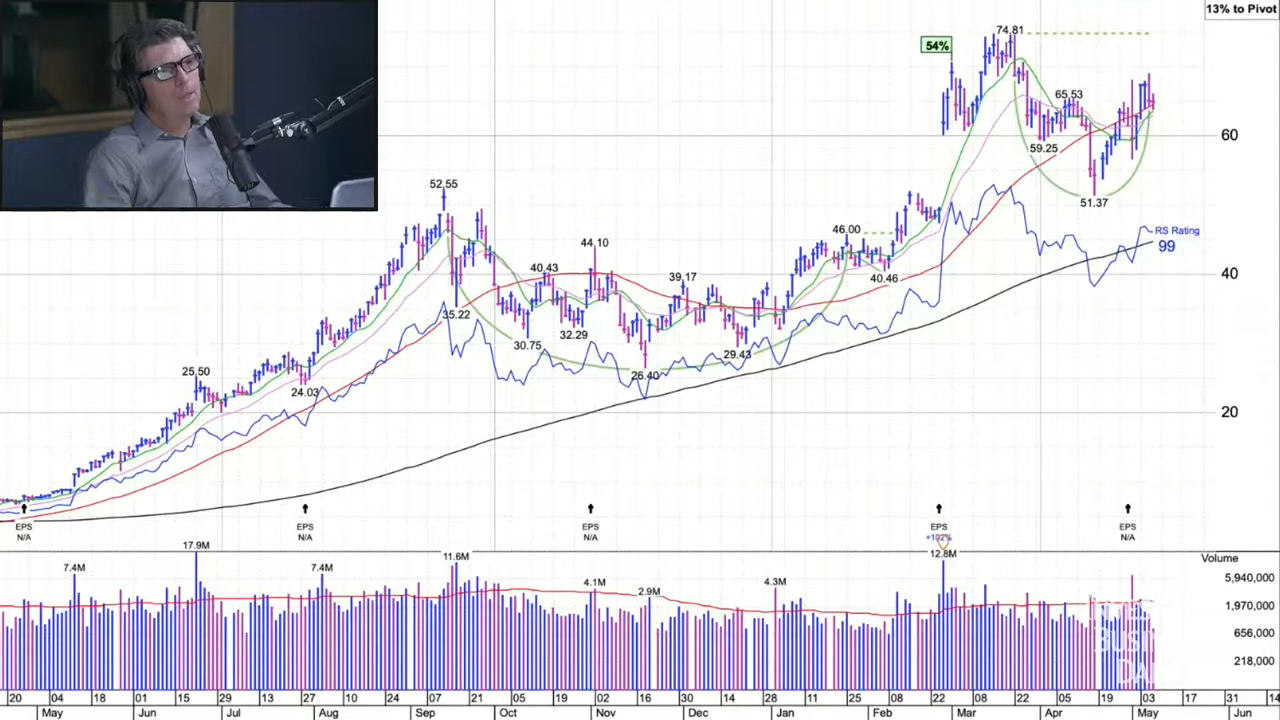 13% to Pivot
74.81
54%
65.53
60
59.25
52.55
51.37
46.00
RS Rating
99
44.10
40.43
39.17
40.46
40
35.22
32.29
30.75
29.43
26.40
25.50
24.03
20
EPS
N/A
EPS
N/A
EPS
N/A
EPS
+102%
EPS
N/A
17.9M
12.8M
Volume
11.6M
7.4M
7.4M
4.1M
4.3M
2.9M
5,940,000
1,970,000
656,000
218,000
20 04 18 01 15 29 13 27 10 24 07 21 05 19 02 16 30 14 28 11 25 08 22 08 22 05 19 03 17 31 14
May Jun Jul Aug Sep Oct Nov Dec Jan Feb Mar Apr May Jun